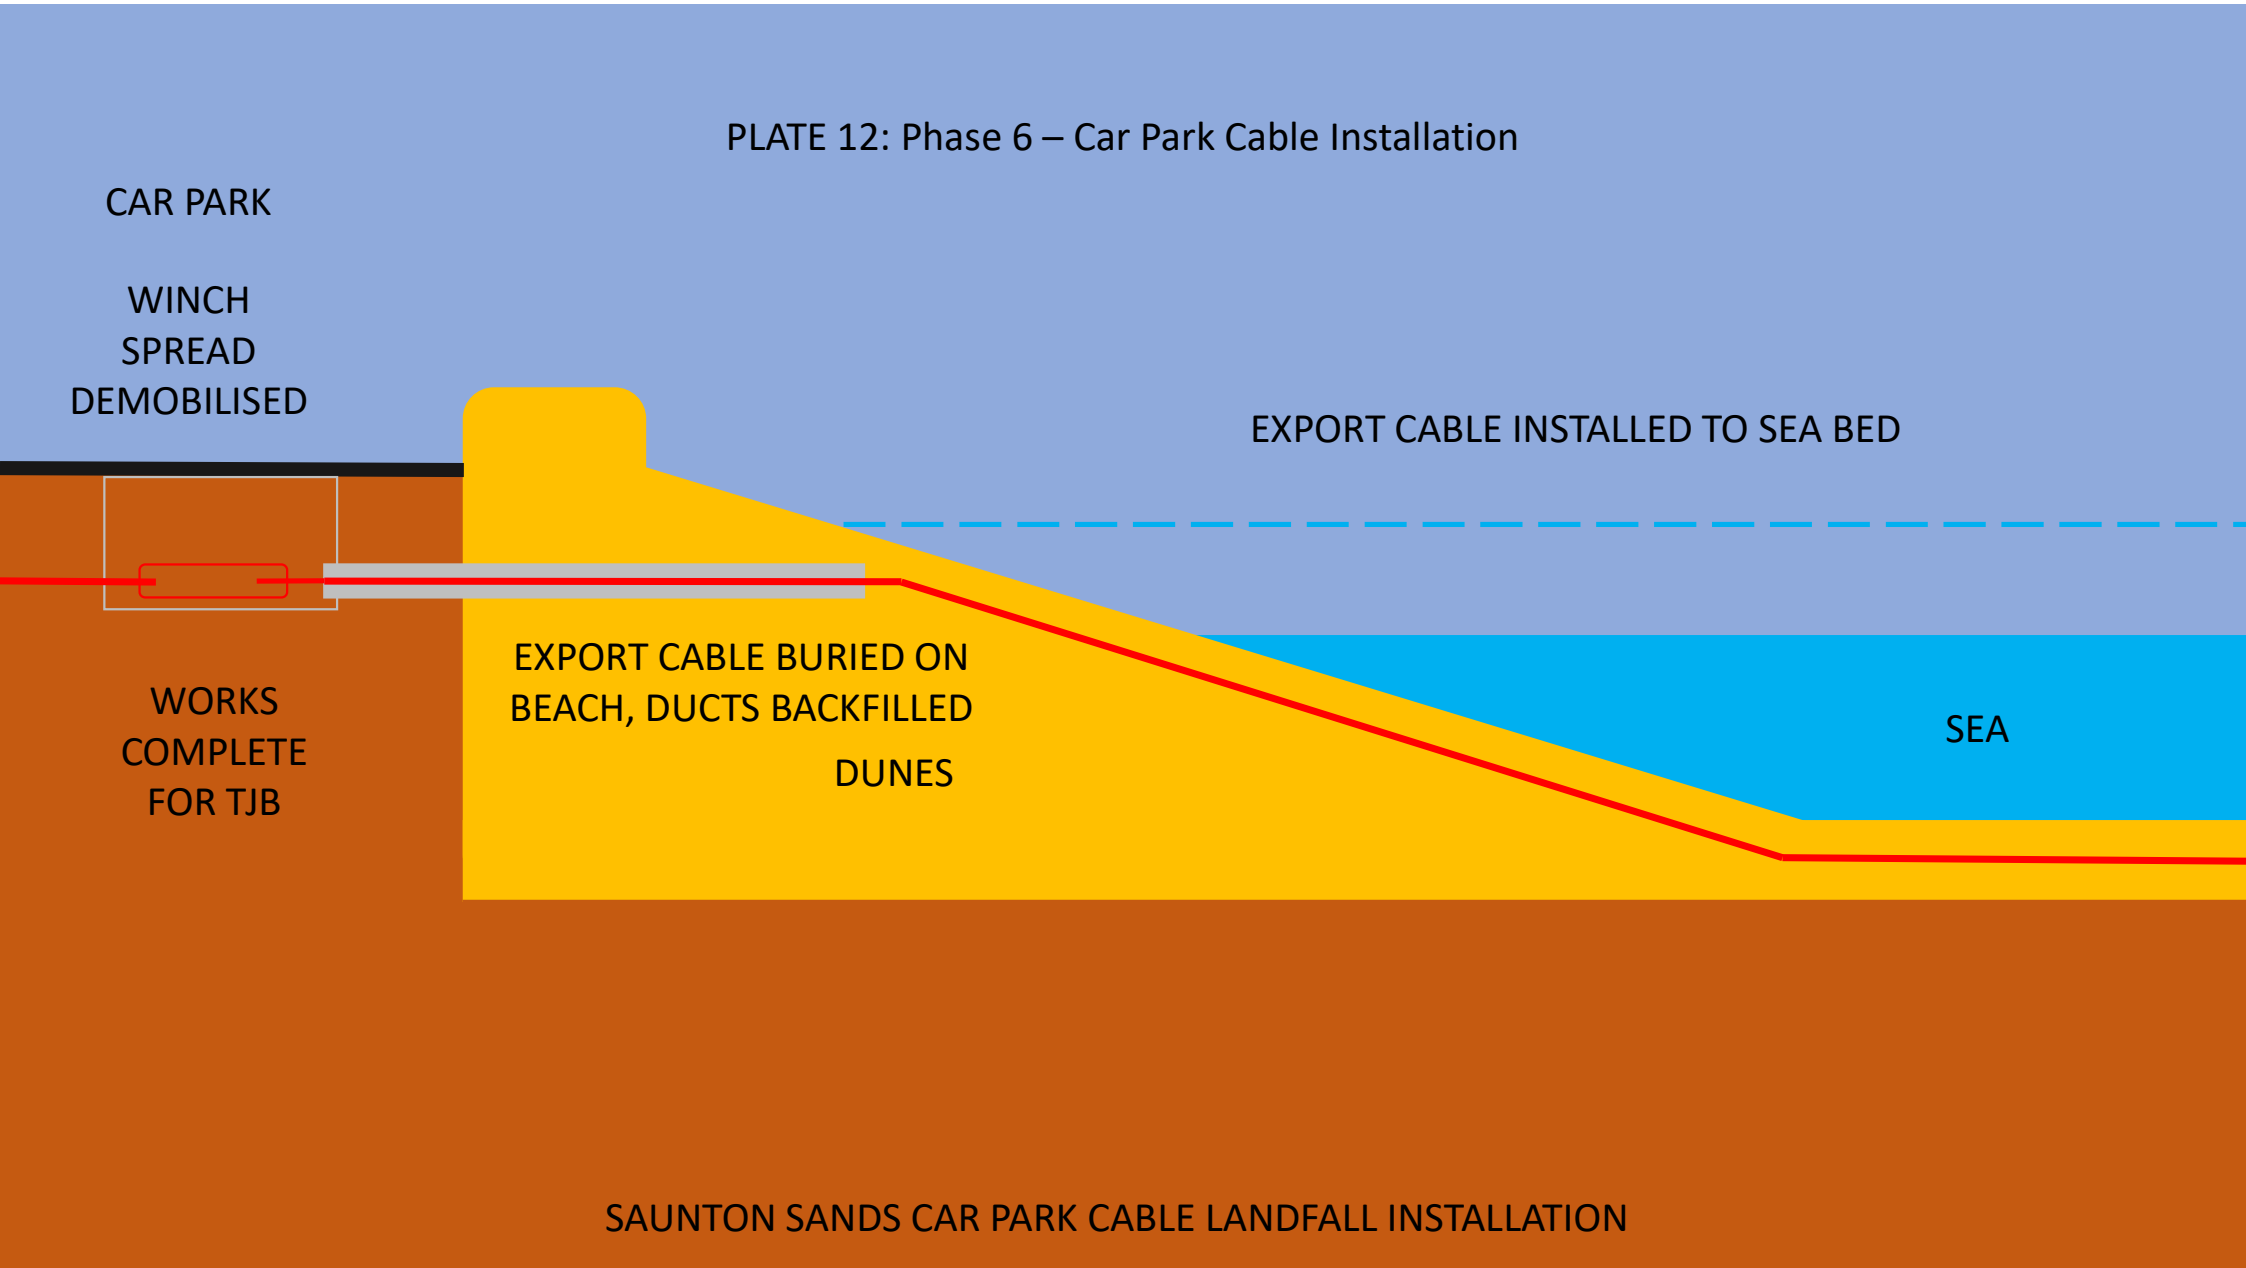 PLATE 12: Phase 6 – Car Park Cable Installation
CAR PARK
WINCH
SPREAD
DEMOBILISED
EXPORT CABLE INSTALLED TO SEA BED
EXPORT CABLE BURIED ON
BEACH, DUCTS BACKFILLED
DUNES
WORKS
COMPLETE
FOR TJB
SEA
SAUNTON SANDS CAR PARK CABLE LANDFALL INSTALLATION